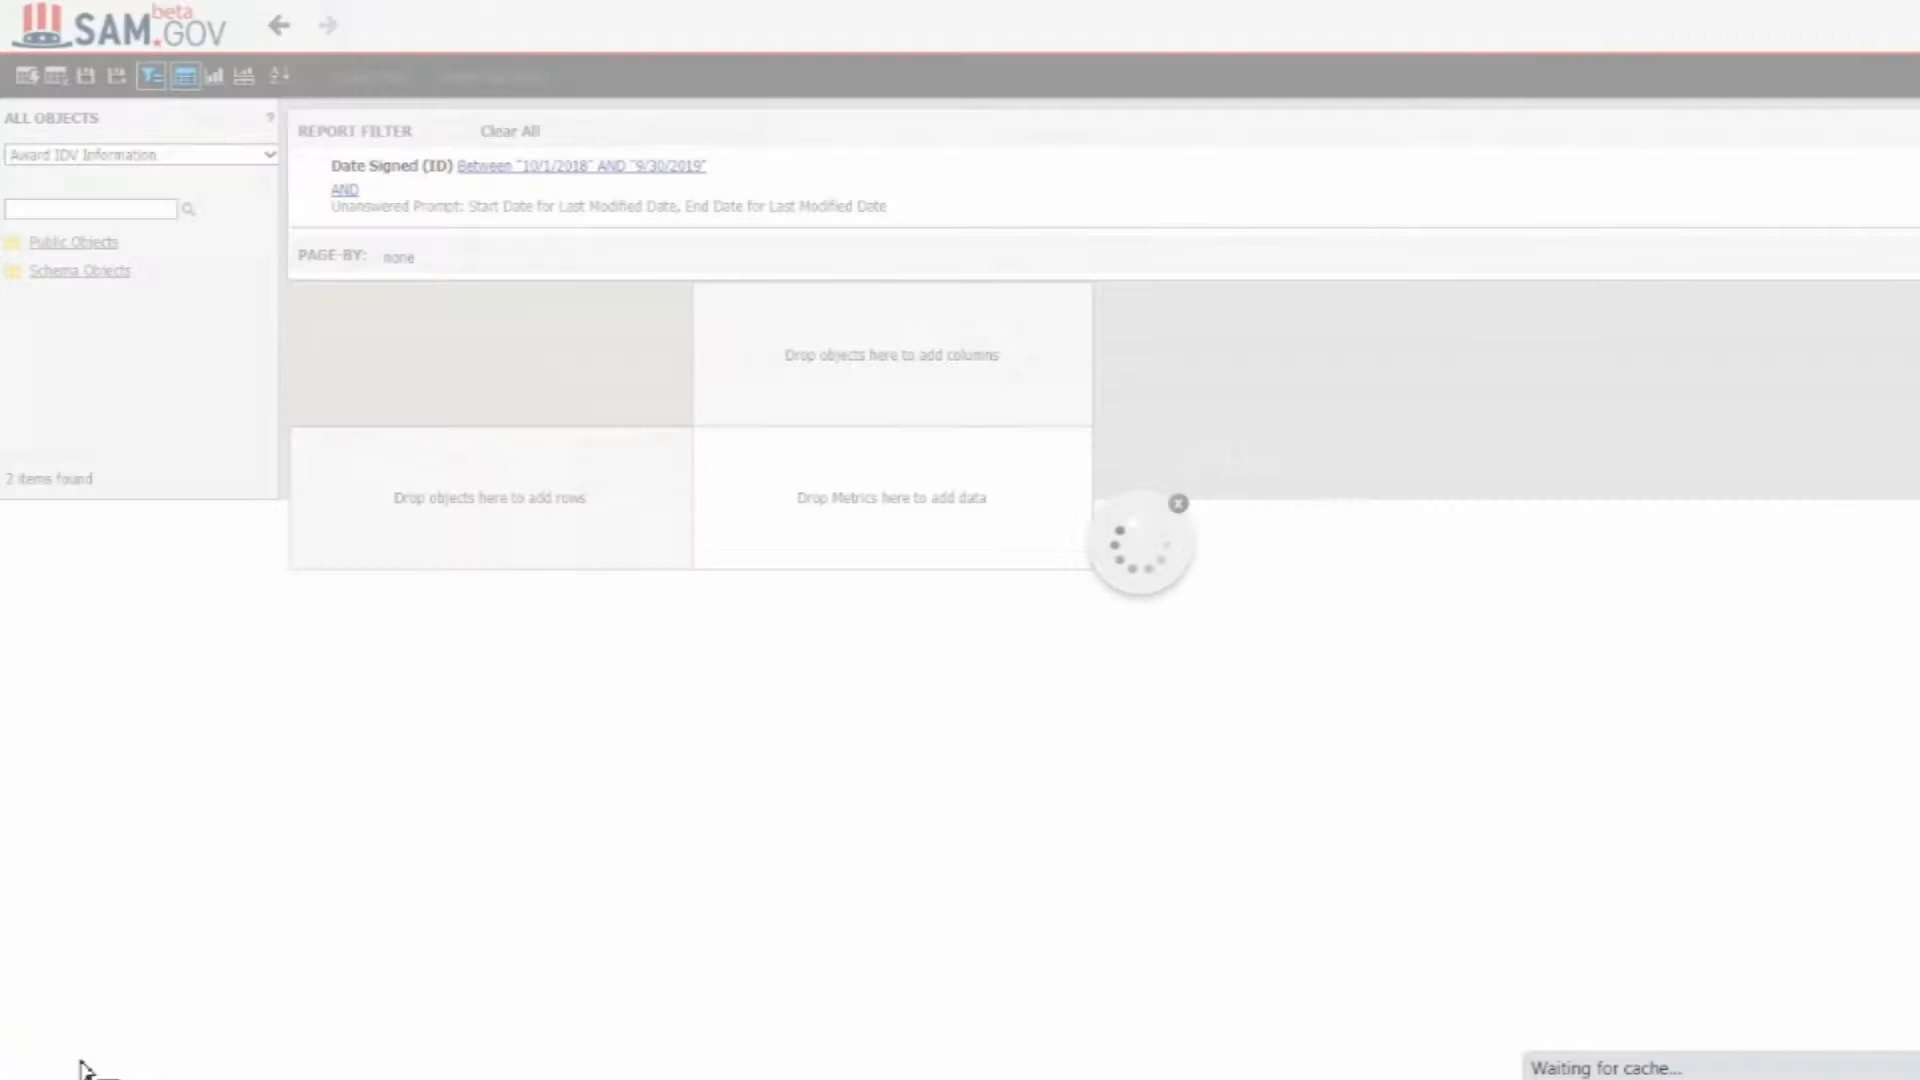 beta
SAM.GOV
ALL OBJECTS
?
Award IDV Information
Public Objects
Schema Objects
2 items found
REPORT FILTER Clear All
Date Signed (ID) Between "10/1/2018" AND "9/30/2019"
AND
Unanswered Prompt: Start Date for Last Modified Date, End Date for Last Modified Date
PAGE-BY: none
Drop objects here to add columns
Drop objects here to add rows
Drop Metrics here to add data
Waiting for cache...